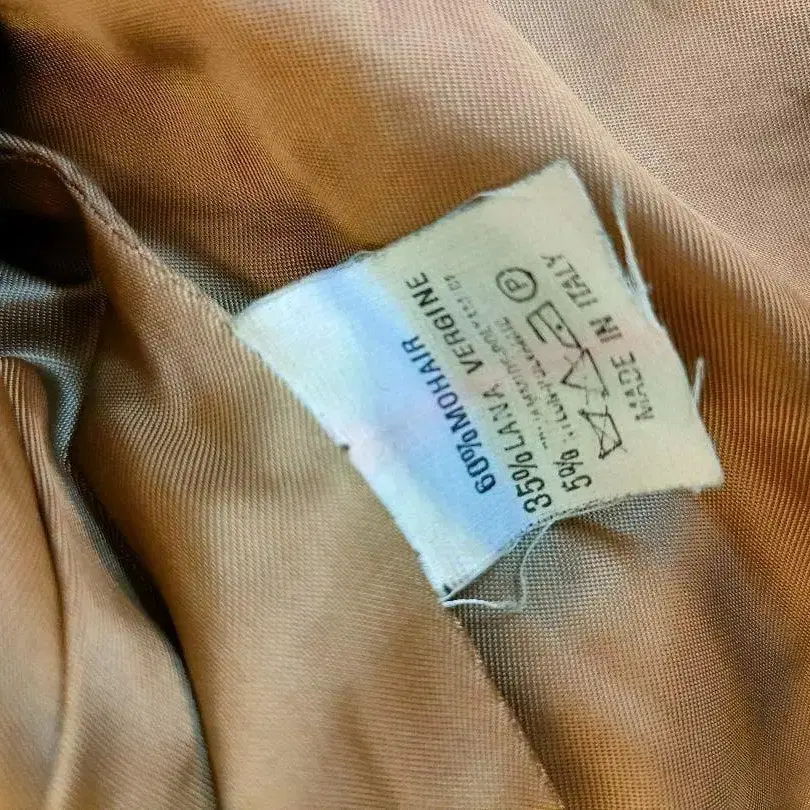 60% MOHAIR
35% LANA VERGINE
5%
P
MADE IN ITALY